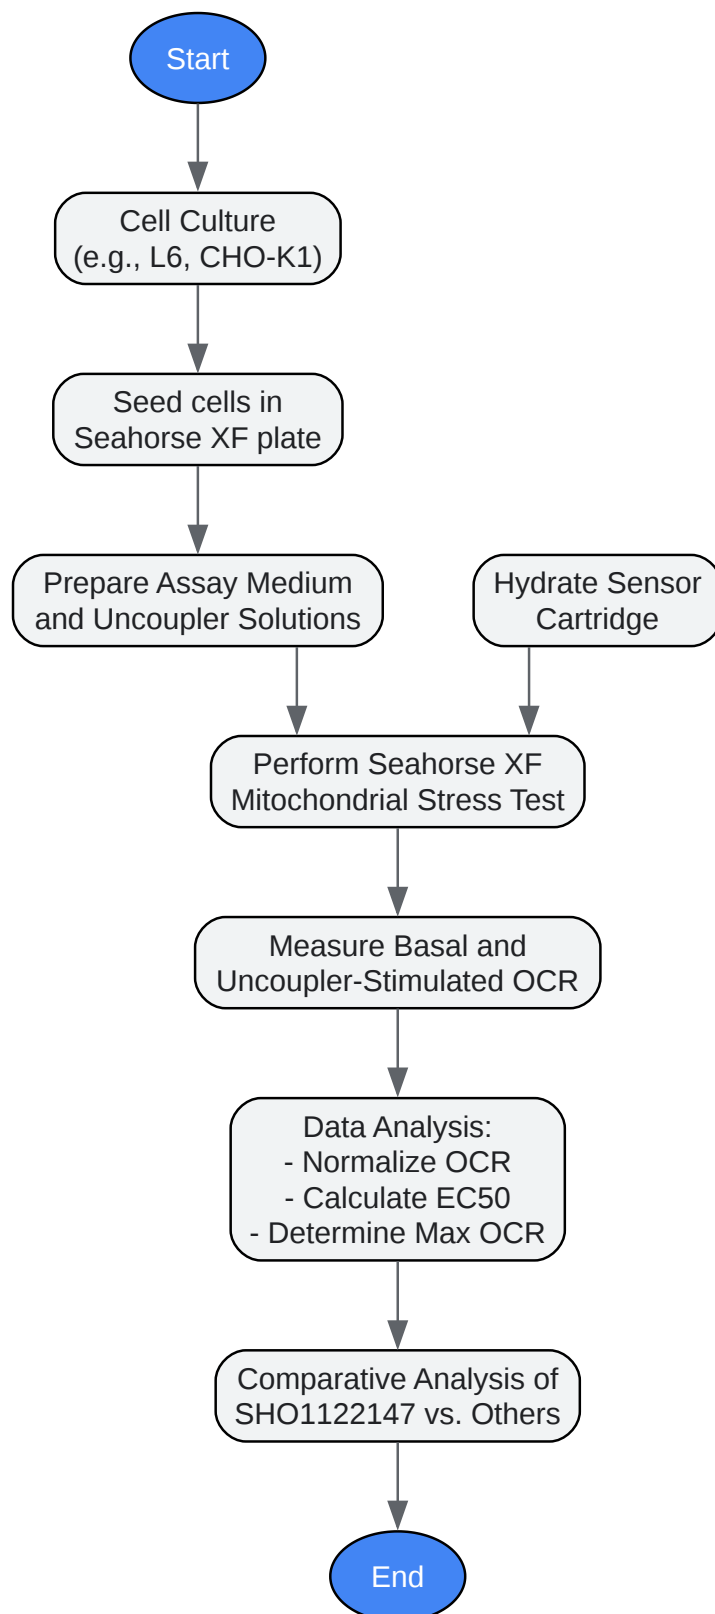 Start
Cell Culture
(e.g., L6, CHO-K1)
Seed cells in
Seahorse XF plate
Prepare Assay Medium
and Uncoupler Solutions
Hydrate Sensor
Cartridge
Perform Seahorse XF
Mitochondrial Stress Test
Measure Basal and
Uncoupler-Stimulated OCR
Data Analysis:
- Normalize OCR
- Calculate EC50
- Determine Max OCR
Comparative Analysis of
SHO1122147 vs. Others
End